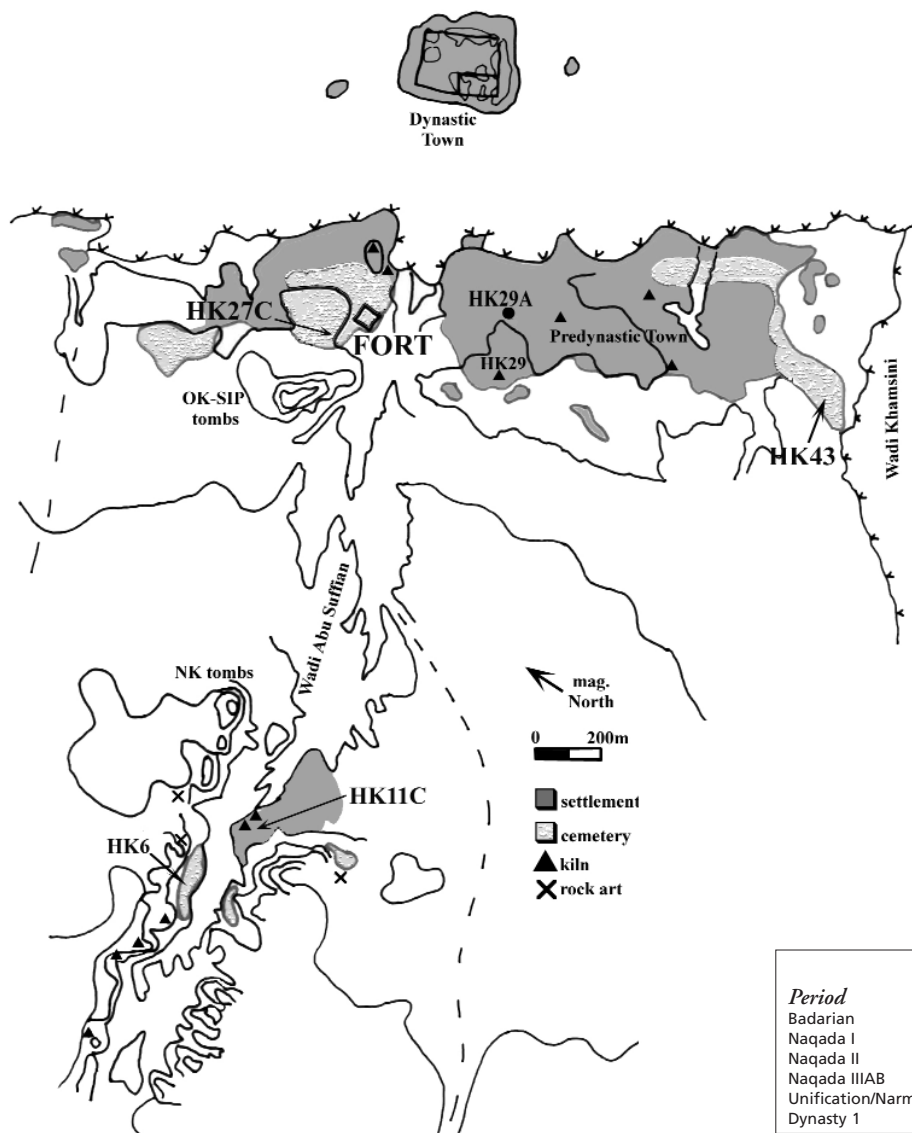 Dynastic
Town
HK27C
FORT
HK29A
Predynastic Town
HK29
OK-SIP
tombs
HK43
Wadi Khamsini
Wadi Abu Suffian
NK tombs
mag.
North
0 200m
HK11C
HK6
settlement
cemetery
kiln
rock art
Period
Badarian
Naqada I
Naqada II
Naqada IIIAB
Unification/Narm
Dynasty 1